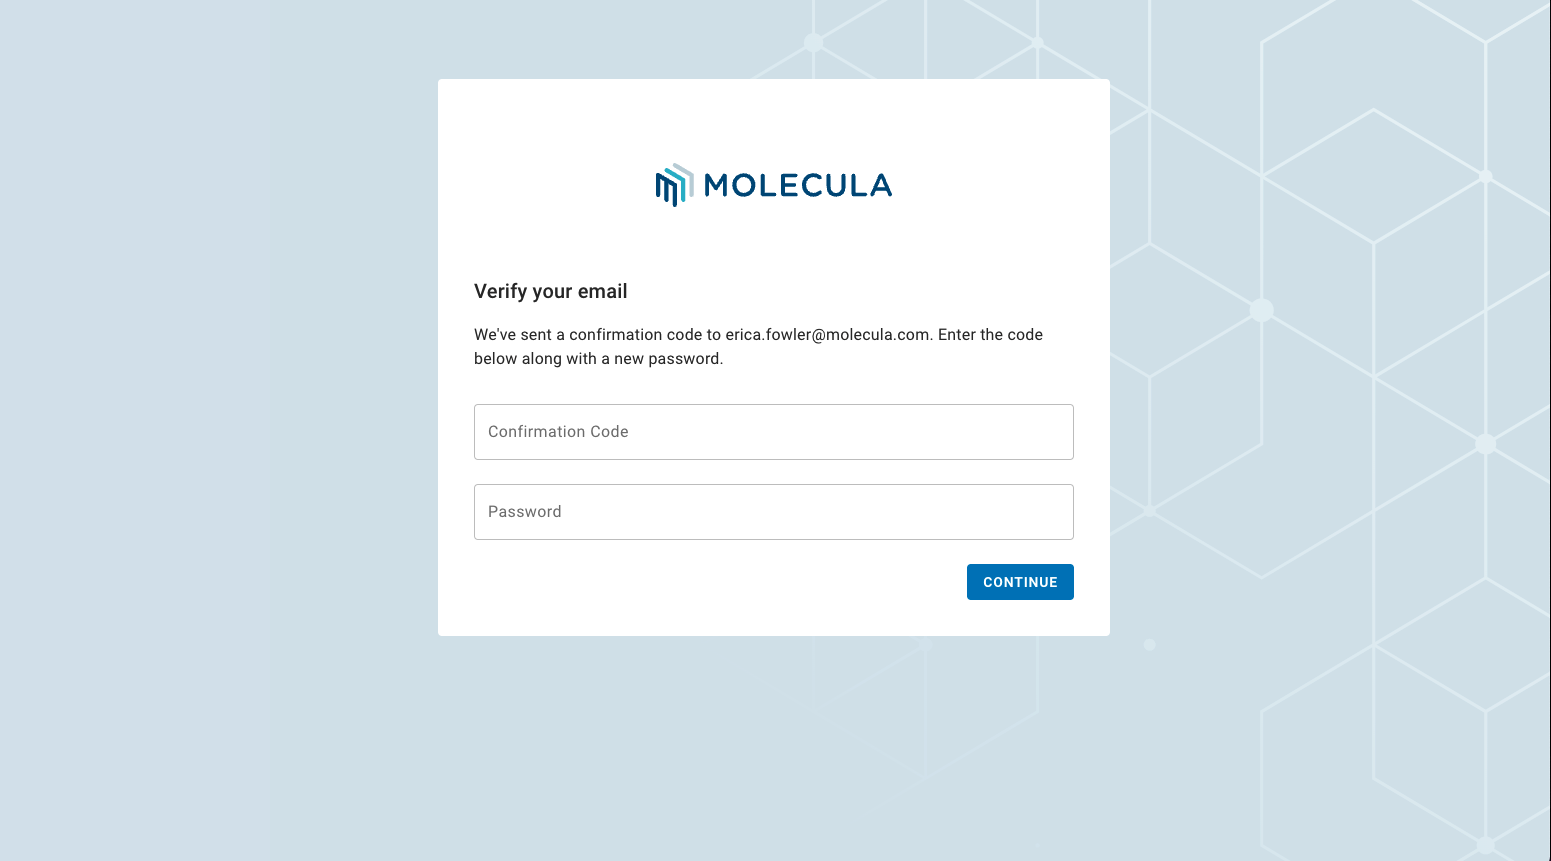 MOLECULA
Verify your email
We've sent a confirmation code to erica.fowler@molecula.com. Enter the code
below along with a new password.
Confirmation Code
Password
CONTINUE